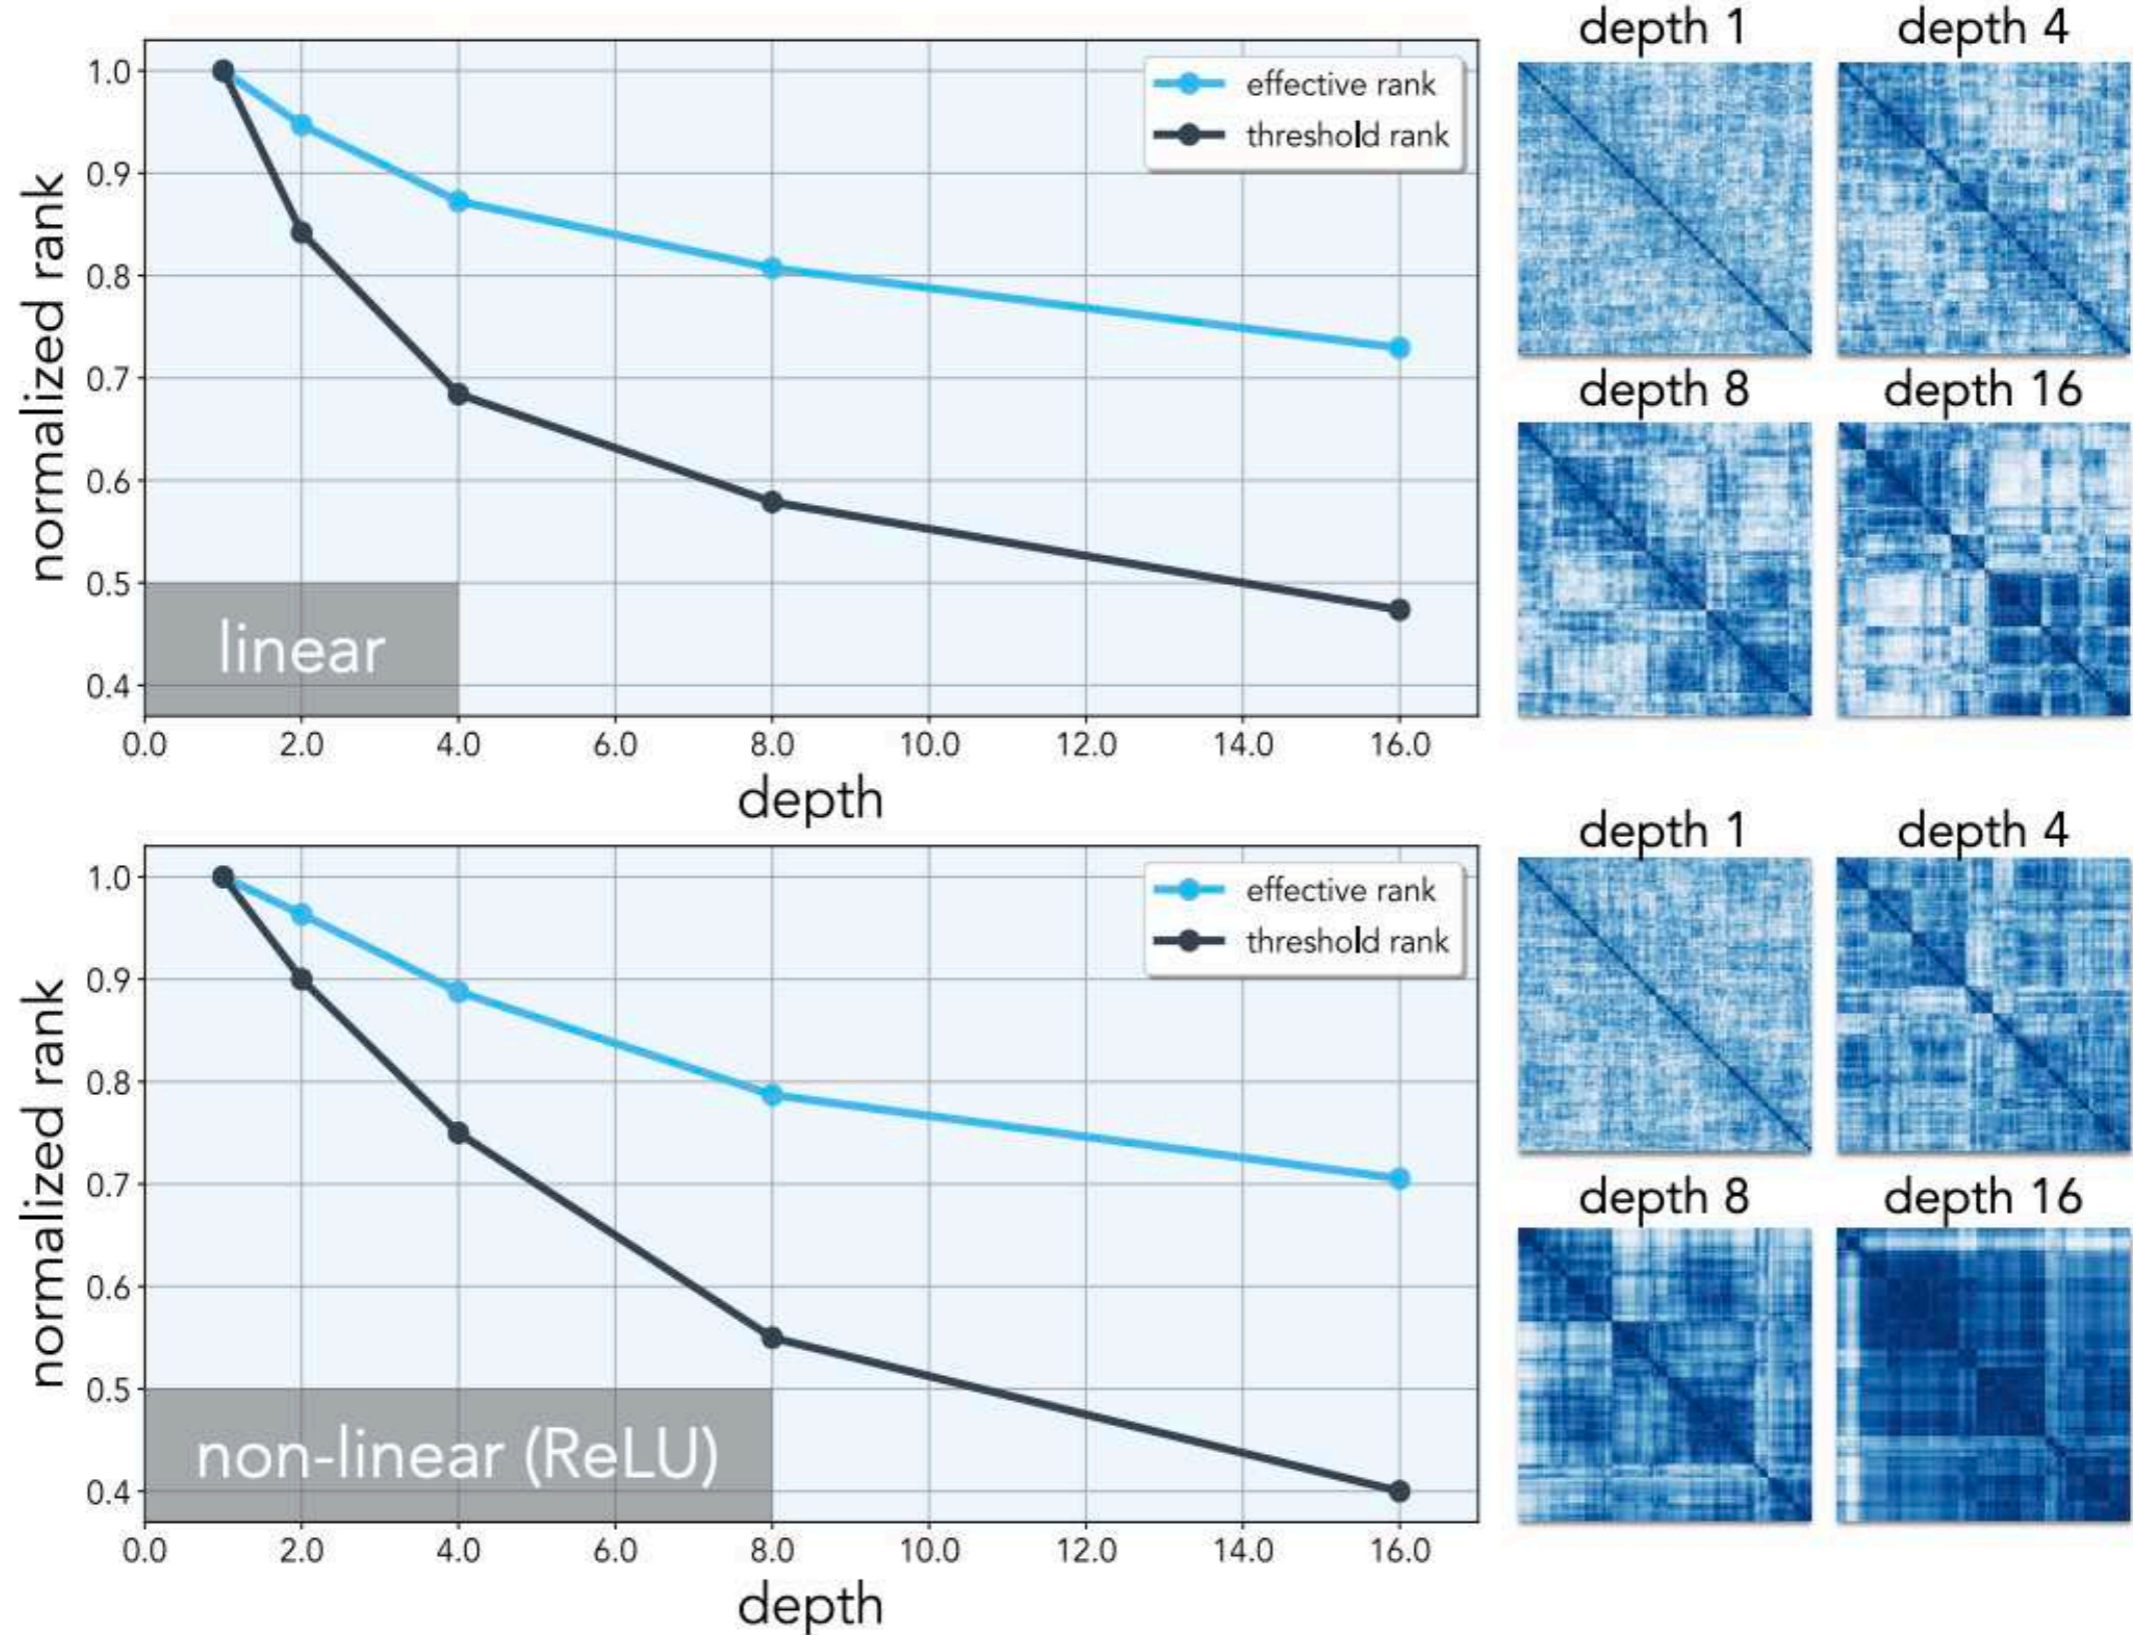 depth 1
depth 4
1.0
0.9
0.8
0.7
0.6
0.5
0.4
normalized rank
effective rank
threshold rank
linear
depth 8
depth 16
0.0 2.0 4.0 6.0 8.0 10.0 12.0 14.0 16.0
depth
depth 1
depth 4
1.0
0.9
0.8
0.7
0.6
0.5
0.4
normalized rank
effective rank
threshold rank
non-linear (ReLU)
depth 8
depth 16
0.0 2.0 4.0 6.0 8.0 10.0 12.0 14.0 16.0
depth